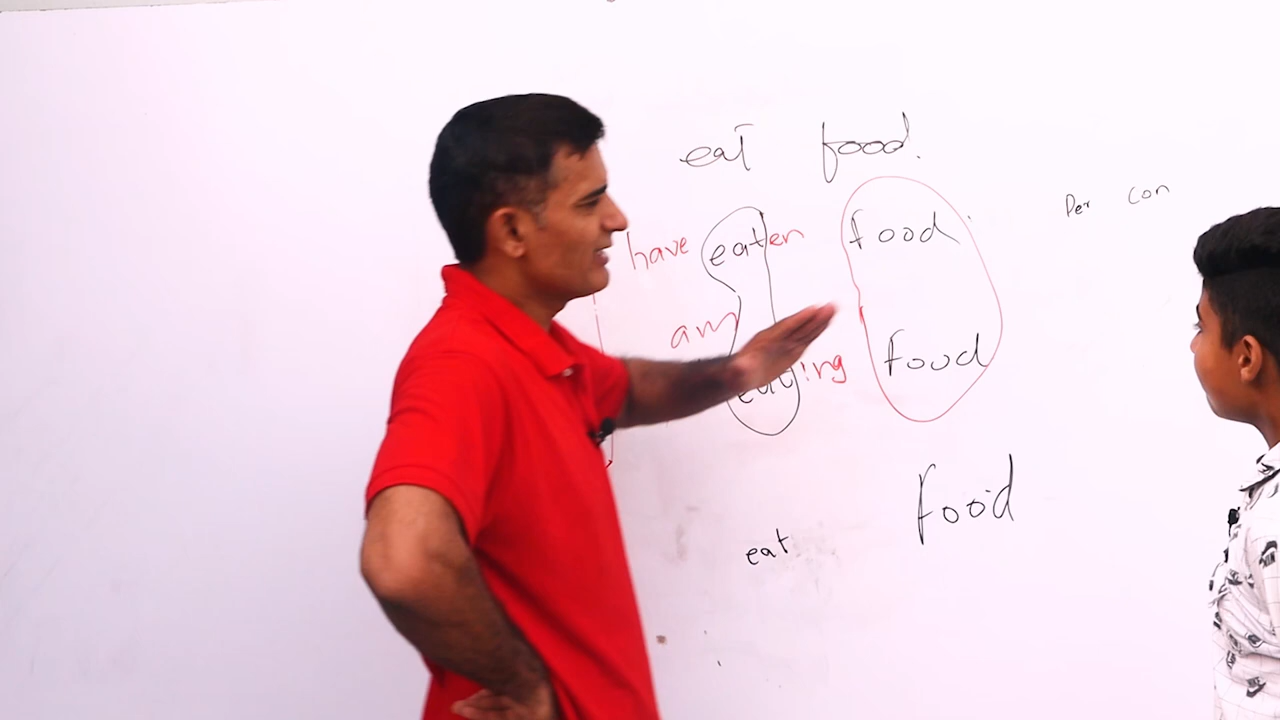 eat food.
Per con
have eaten food.
am eating food
food
eat